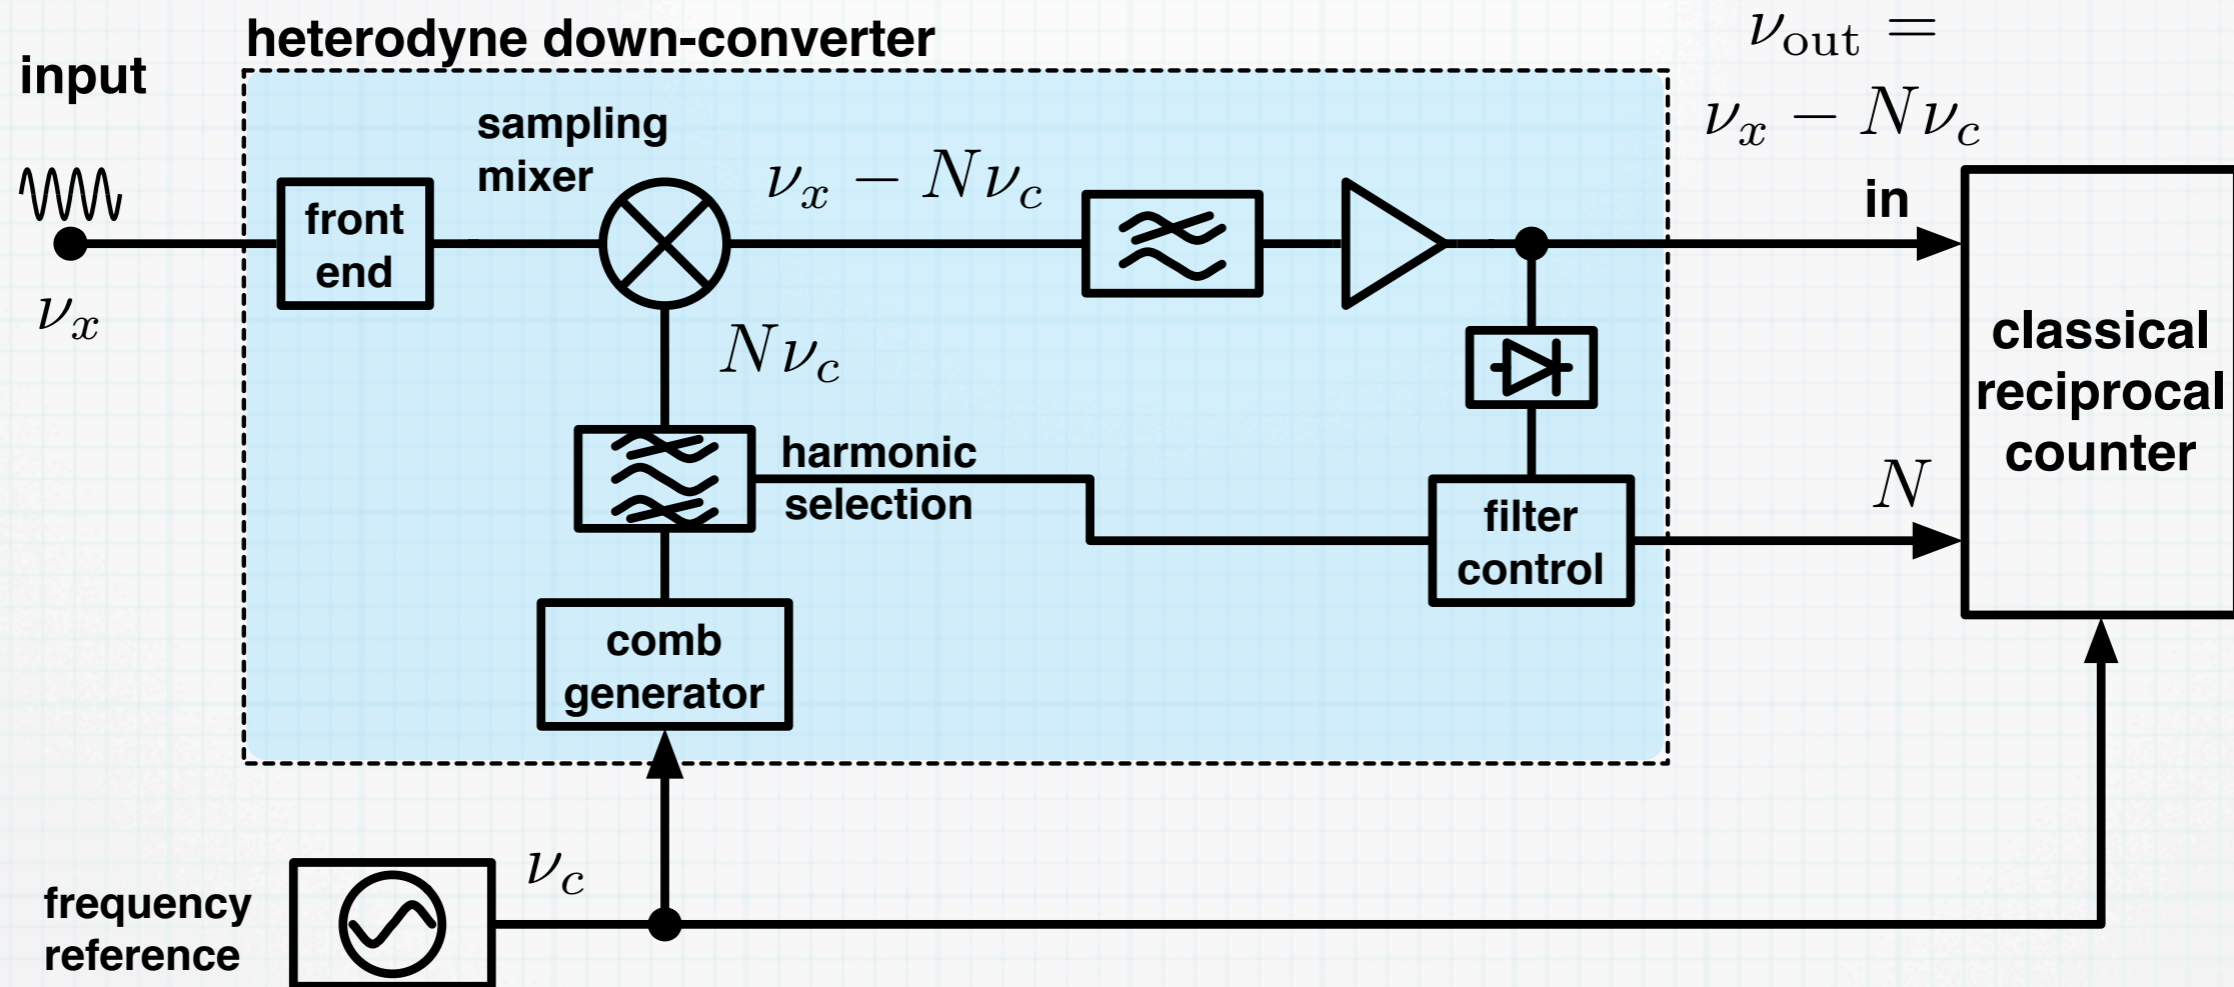 heterodyne down-converter
input
ν_out =
ν_x − Nν_c
sampling
mixer
ν_x − Nν_c
in
front
end
ν_x
Nν_c
classical
reciprocal
counter
harmonic
selection
N
filter
control
comb
generator
ν_c
frequency
reference